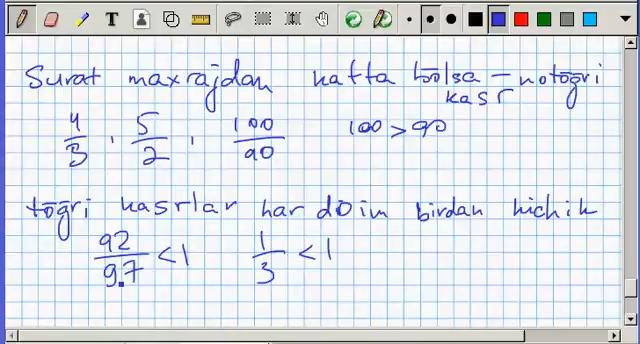 Surat maxrajdan katta bo̅lsa – noto̅g̅ri
kasr
4/3 , 5/2 , 100/90 100 > 90
to̅g̅ri kasrlar har doim birdan kichik
92/97 < 1 1/3 < 1